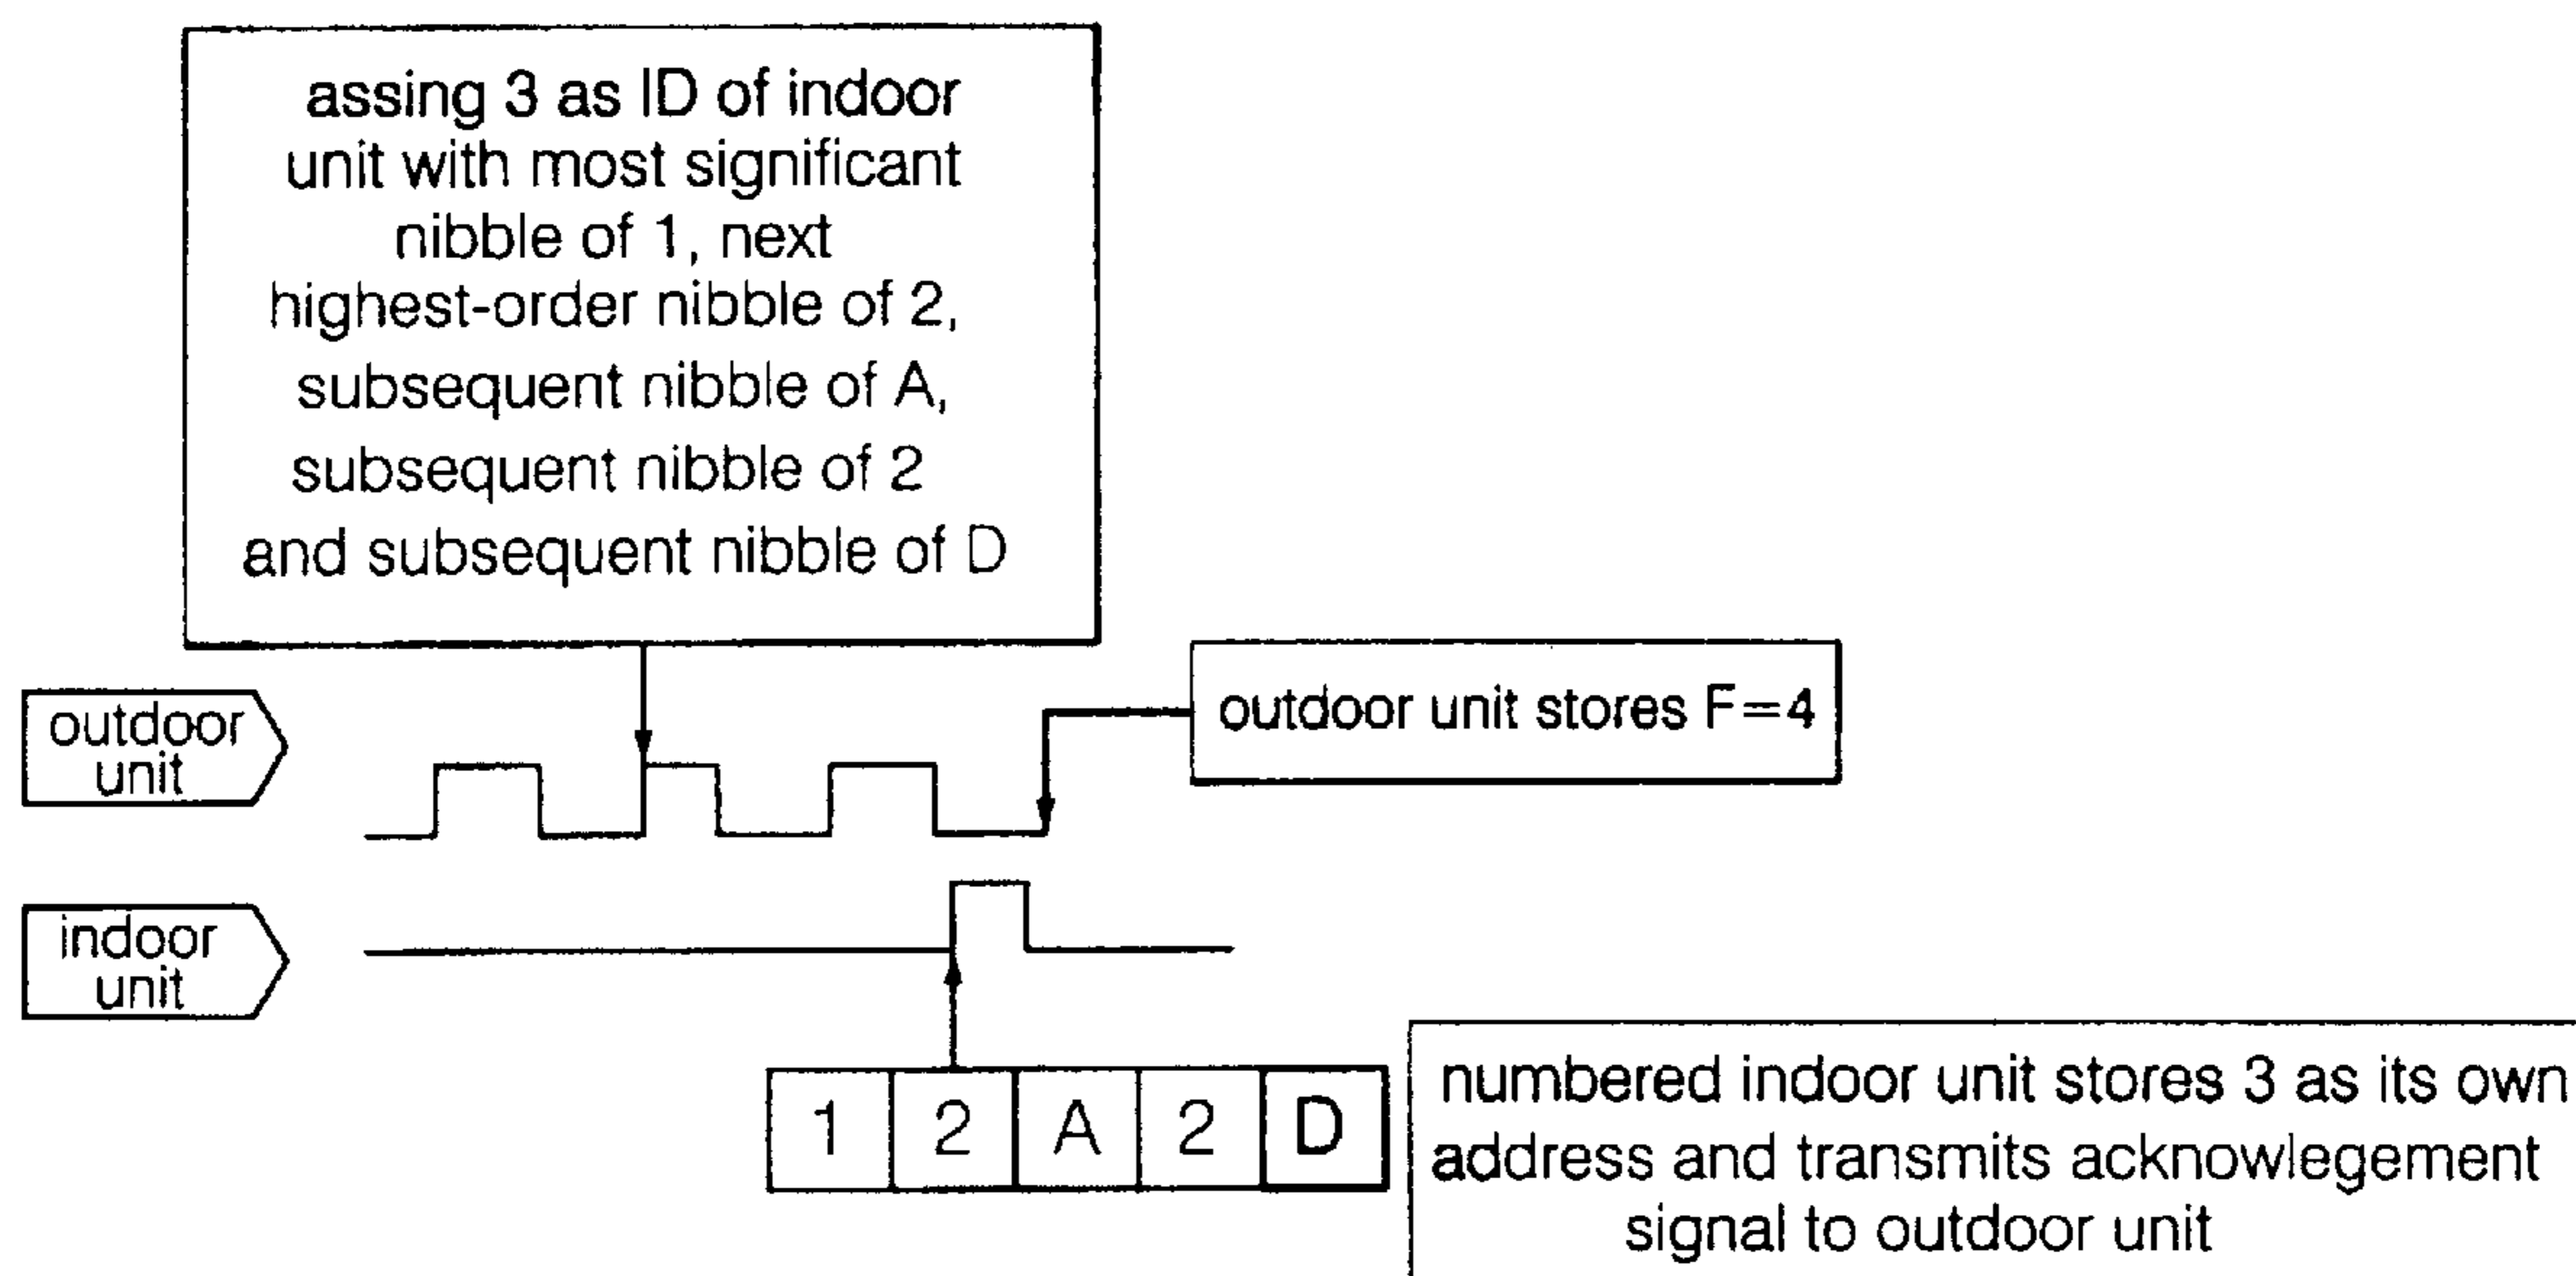 assing 3 as ID of indoor
unit with most significant
nibble of 1, next
highest-order nibble of 2,
subsequent nibble of A,
subsequent nibble of 2
and subsequent nibble of D
outdoor
unit
outdoor unit stores F=4
indoor
unit
1 2 A 2 D
numbered indoor unit stores 3 as its own
address and transmits acknowlegement
signal to outdoor unit